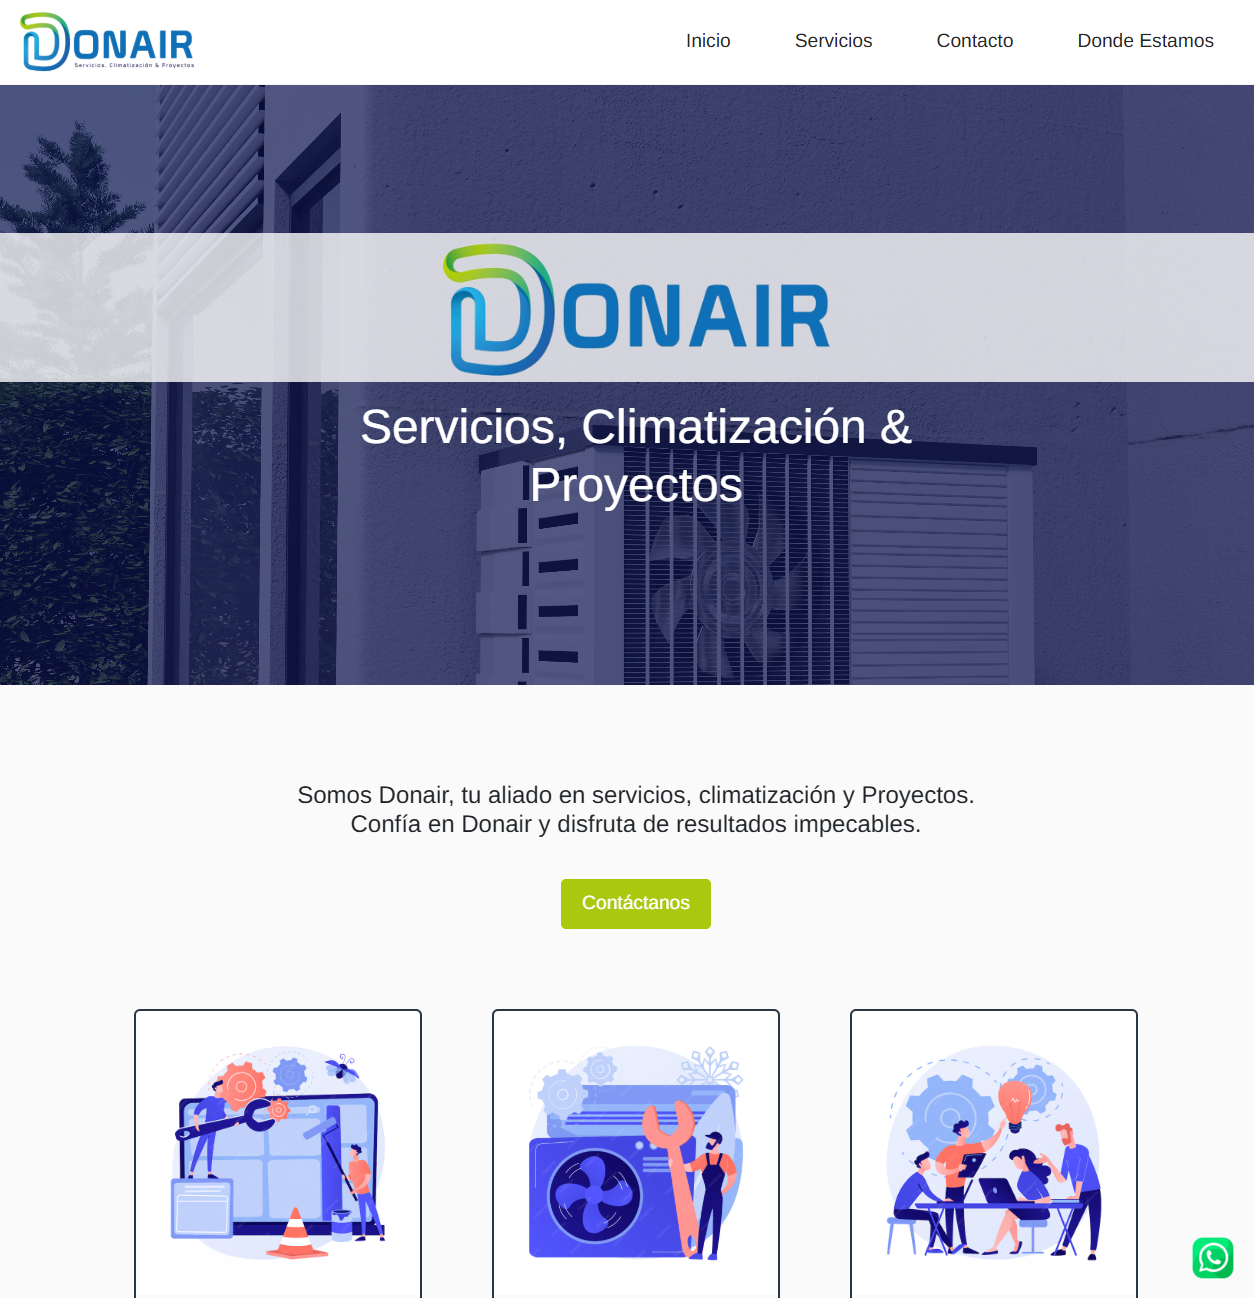 DONAIR
Servicios, Climatización & Proyectos
Inicio
Servicios
Contacto
Donde Estamos
DONAIR
Servicios, Climatización &
Proyectos
Somos Donair, tu aliado en servicios, climatización y Proyectos.
Confía en Donair y disfruta de resultados impecables.
Contáctanos